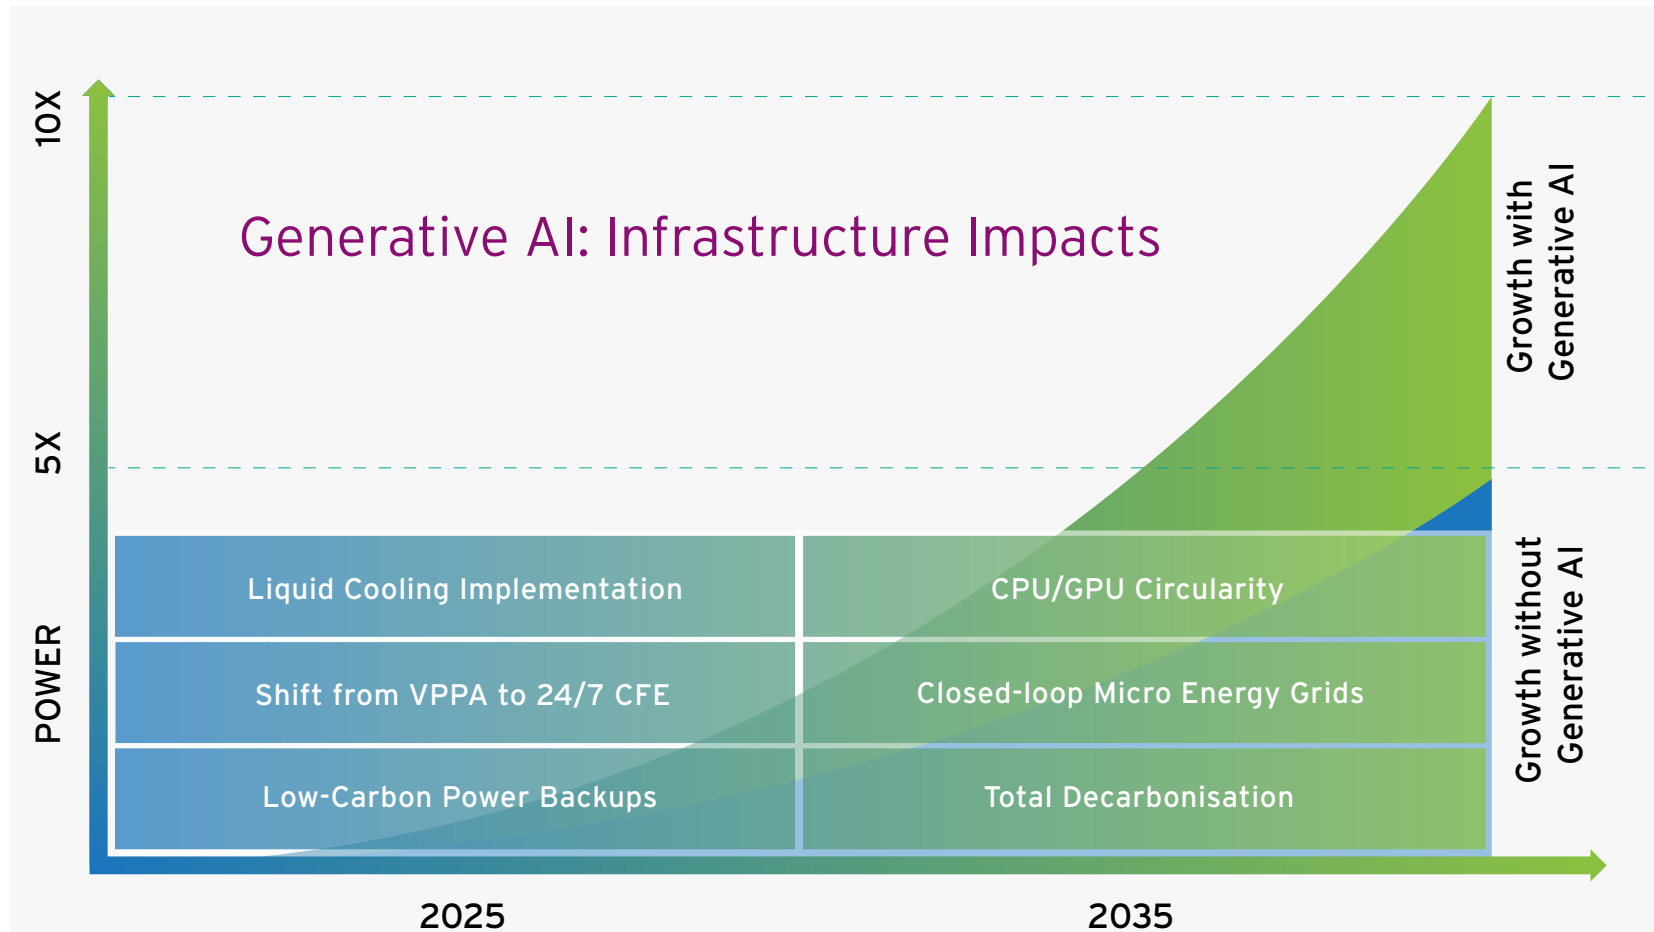 Generative AI: Infrastructure Impacts
10X
5X
POWER
Liquid Cooling Implementation
CPU/GPU Circularity
Shift from VPPA to 24/7 CFE
Closed-loop Micro Energy Grids
Low-Carbon Power Backups
Total Decarbonisation
Growth with
Generative AI
Growth without
Generative AI
2025
2035